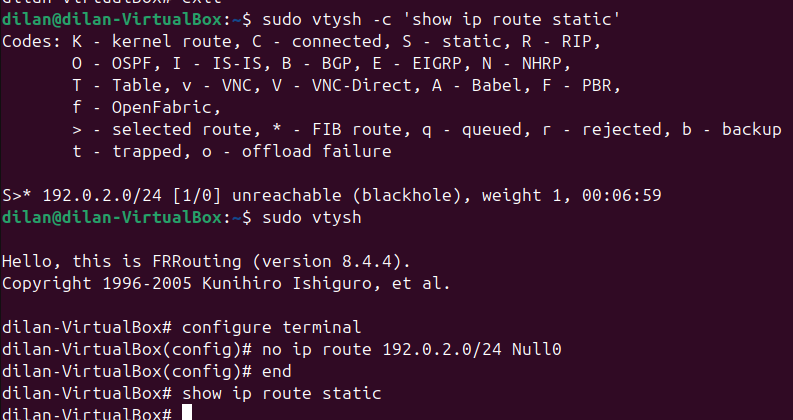 dilan@dilan-VirtualBox:~$ sudo vtysh -c 'show ip route static'
Codes: K - kernel route, C - connected, S - static, R - RIP,
       O - OSPF, I - IS-IS, B - BGP, E - EIGRP, N - NHRP,
       T - Table, v - VNC, V - VNC-Direct, A - Babel, F - PBR,
       f - OpenFabric,
       > - selected route, * - FIB route, q - queued, r - rejected, b - backup
       t - trapped, o - offload failure

S>* 192.0.2.0/24 [1/0] unreachable (blackhole), weight 1, 00:06:59
dilan@dilan-VirtualBox:~$ sudo vtysh

Hello, this is FRRouting (version 8.4.4).
Copyright 1996-2005 Kunihiro Ishiguro, et al.

dilan-VirtualBox# configure terminal
dilan-VirtualBox(config)# no ip route 192.0.2.0/24 Null0
dilan-VirtualBox(config)# end
dilan-VirtualBox# show ip route static
dilan-VirtualBox#